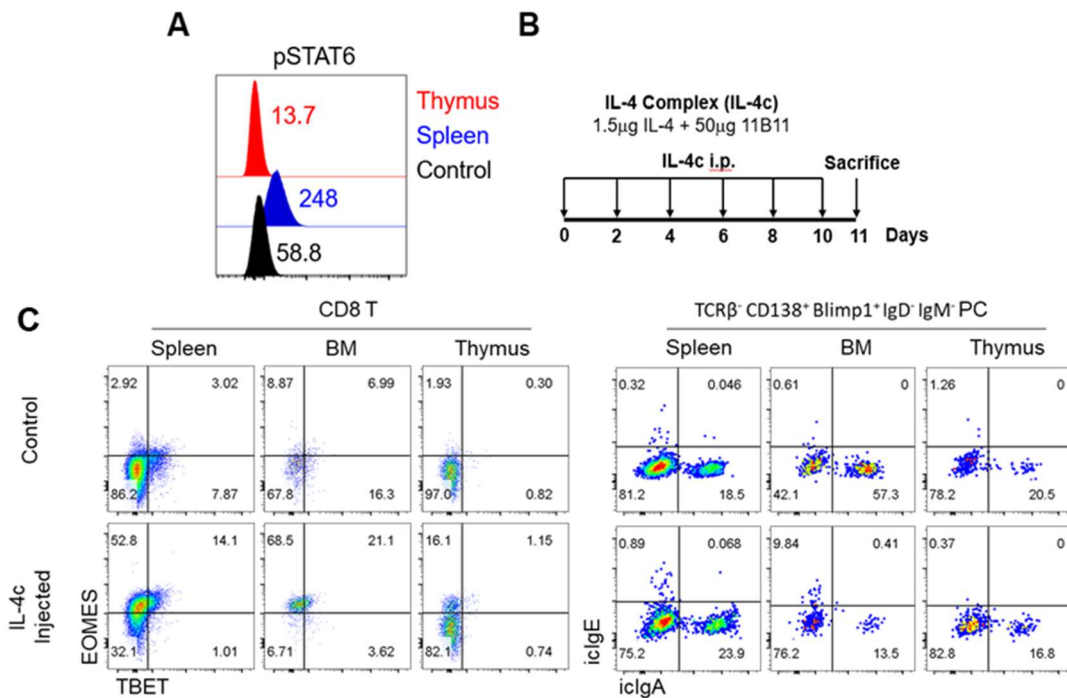 A
pSTAT6
13.7
248
58.8
Thymus
Spleen
Control
B
IL-4 Complex (IL-4c)
1.5µg IL-4 + 50µg 11B11
IL-4c i.p.
Sacrifice
0 2 4 6 8 10 11 Days
C
CD8 T
Spleen BM Thymus
Control
2.92 3.02 8.87 6.99 1.93 0.30
86.2 7.87 67.8 16.3 97.0 0.82
IL-4c
Injected
52.8 14.1 68.5 21.1 16.1 1.15
32.1 1.01 6.71 3.62 82.1 0.74
EOMES
TBET
TCRβ- CD138+ Blimp1+ IgD- IgM- PC
Spleen BM Thymus
0.32 0.046 0.61 0 1.26 0
81.2 18.5 42.1 57.3 78.2 20.5
0.89 0.068 9.84 0.41 0.37 0
75.2 23.9 76.2 13.5 82.8 16.8
icIgE
icIgA